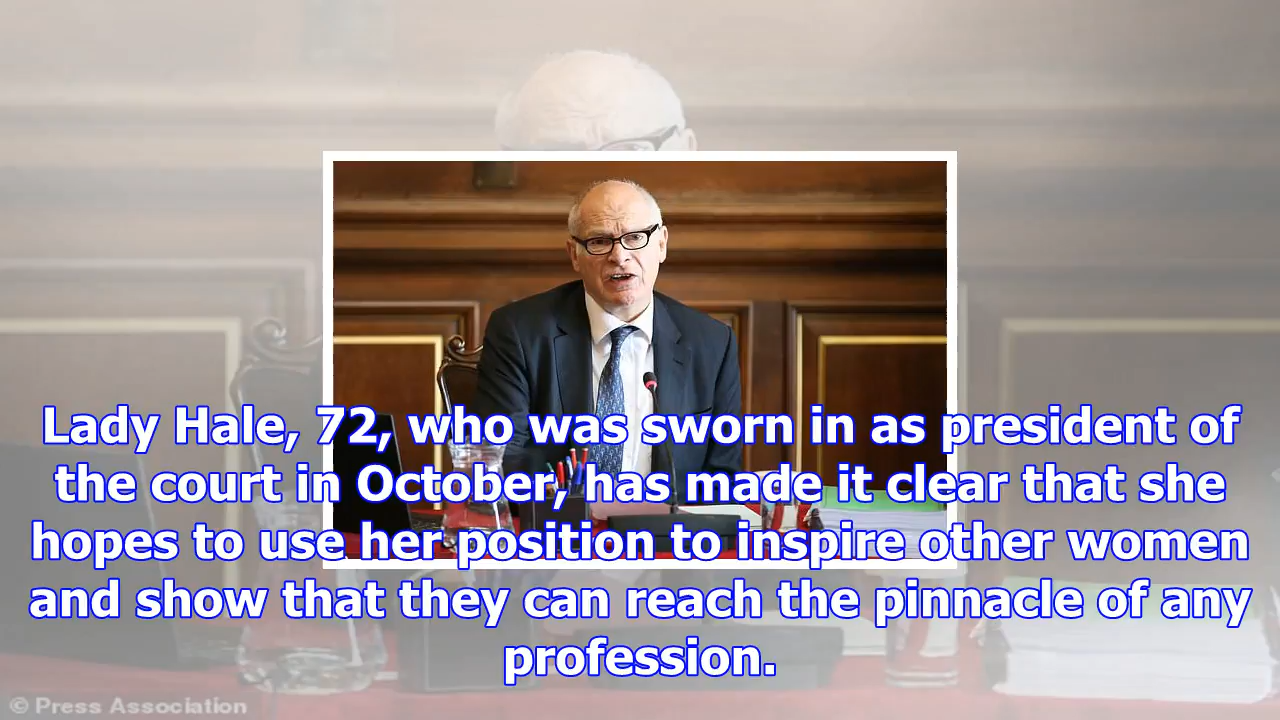 Lady Hale, 72, who was sworn in as president of
the court in October, has made it clear that she
hopes to use her position to inspire other women
and show that they can reach the pinnacle of any
profession.
© Press Association